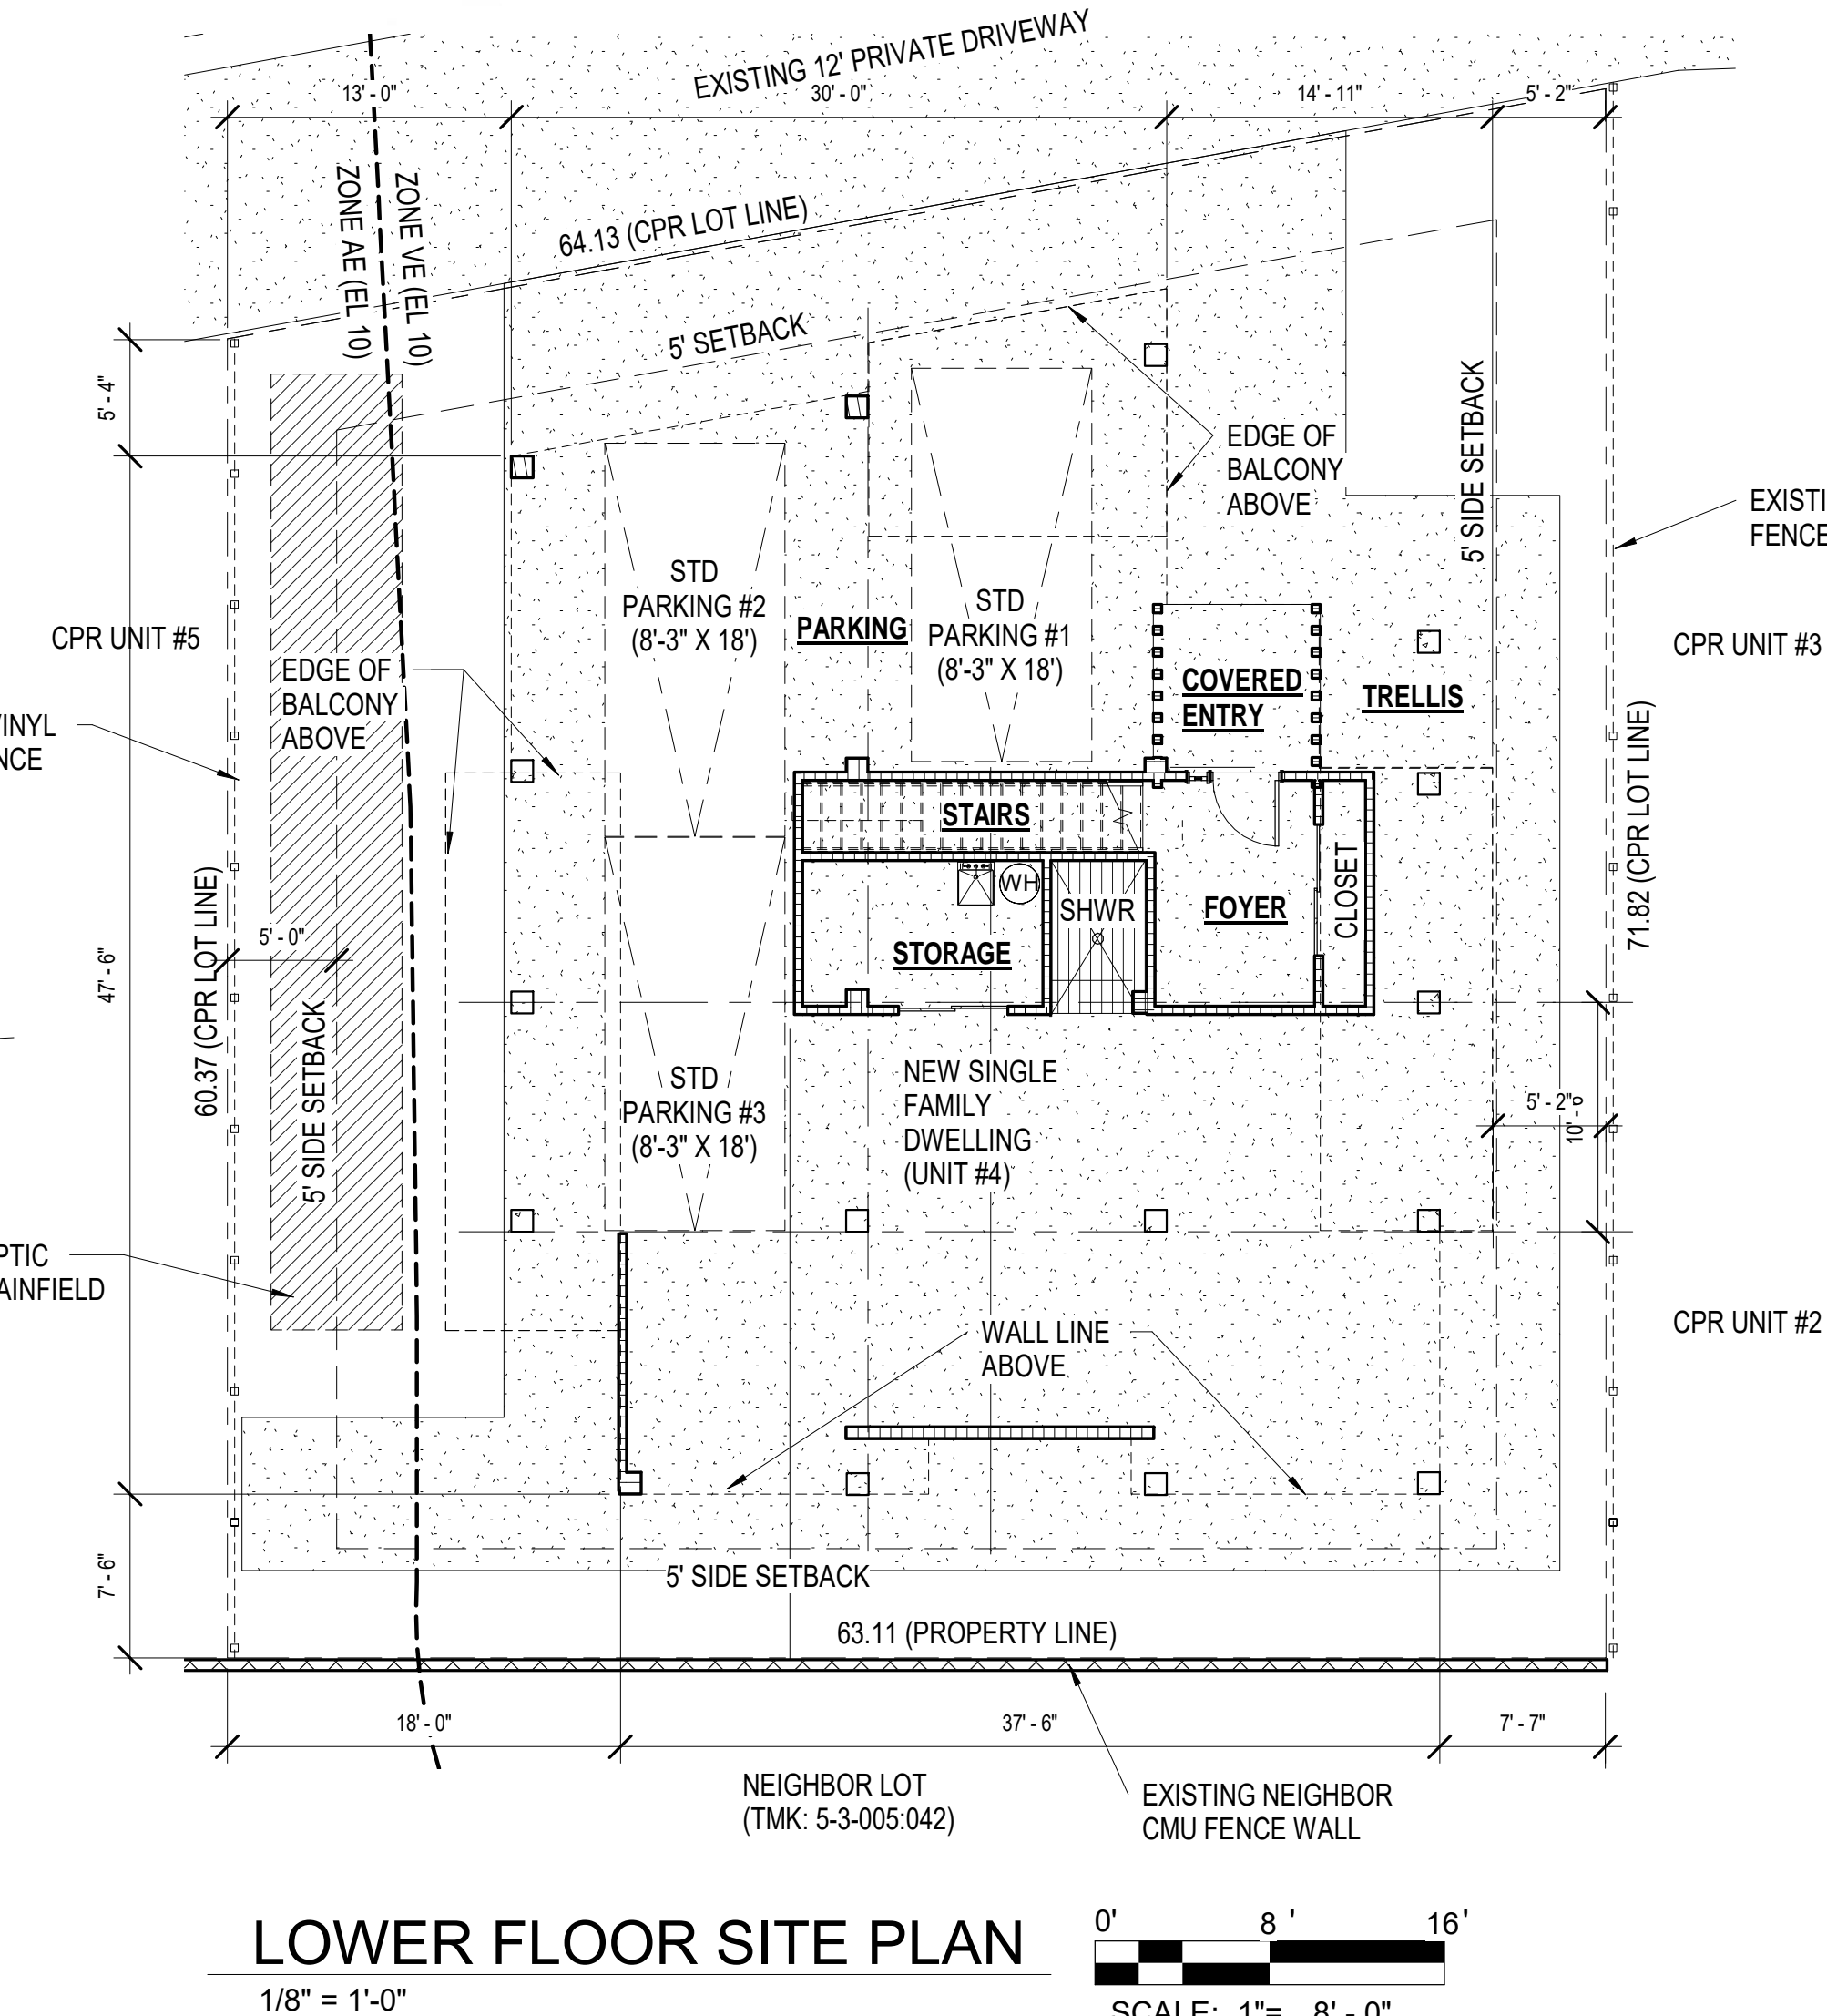 EXISTING 12' PRIVATE DRIVEWAY
13' - 0"
30' - 0"
14' - 11"
5' - 2"
ZONE AE (EL 10)
ZONE VE (EL 10)
64.13 (CPR LOT LINE)
5' SETBACK
5' - 4"
EDGE OF
BALCONY
ABOVE
5' SIDE SETBACK
EXISTI
FENCE
STD
PARKING #2
(8'-3" X 18')
PARKING
STD
PARKING #1
(8'-3" X 18')
CPR UNIT #5
CPR UNIT #3
EDGE OF
BALCONY
ABOVE
COVERED
ENTRY
TRELLIS
VINYL
NCE
71.82 (CPR LOT LINE)
STAIRS
WH
SHWR
FOYER
CLOSET
STORAGE
60.37 (CPR LOT LINE)
5' - 0"
47' - 6"
5' SIDE SETBACK
STD
PARKING #3
(8'-3" X 18')
NEW SINGLE
FAMILY
DWELLING
(UNIT #4)
5' - 2"
10' - 6"
PTIC
AINFIELD
WALL LINE
ABOVE
CPR UNIT #2
7' - 6"
5' SIDE SETBACK
63.11 (PROPERTY LINE)
18' - 0"
37' - 6"
7' - 7"
NEIGHBOR LOT
(TMK: 5-3-005:042)
EXISTING NEIGHBOR
CMU FENCE WALL
LOWER FLOOR SITE PLAN
1/8" = 1'-0"
0' 8 ' 16'
SCALE: 1"= 8' - 0"